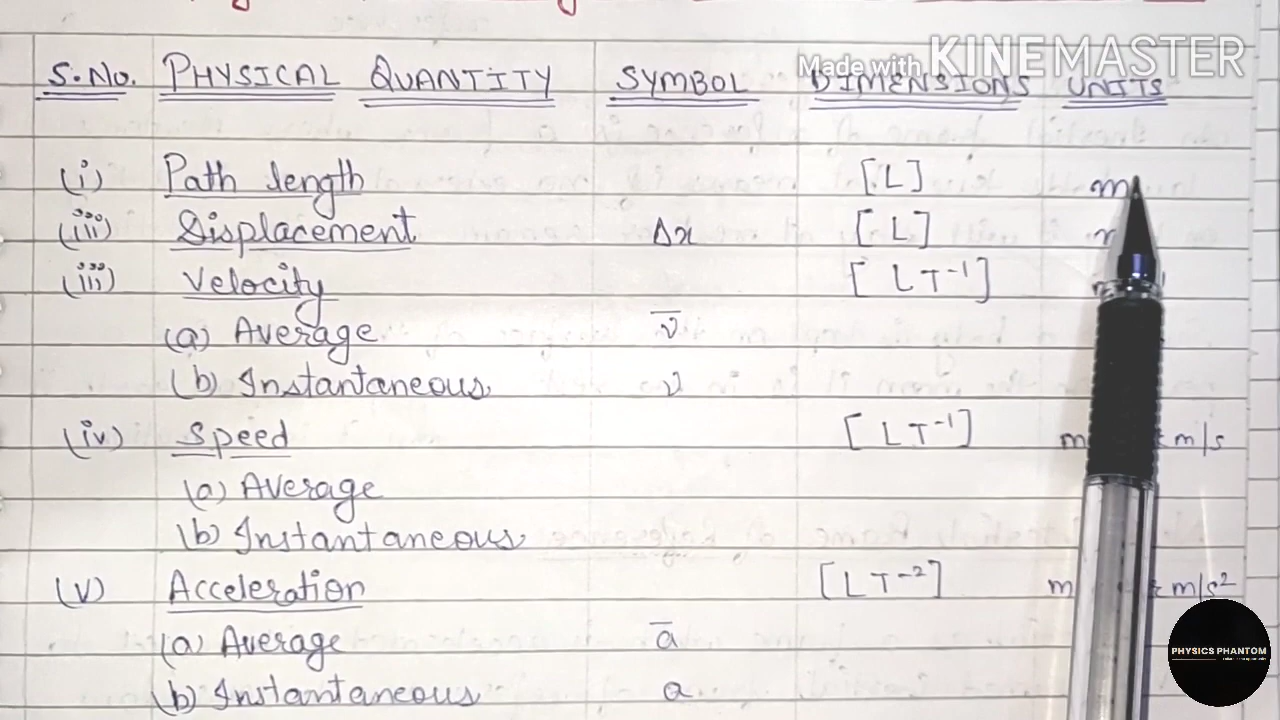 Made with KINEMASTER
S.No. PHYSICAL QUANTITY SYMBOL DIMENSIONS UNITS
(i) Path length [L] m
(iii) Displacement Δx [L]
(iii) Velocity [LT⁻¹]
(a) Average v̅
(b) Instantaneous v
(iv) Speed [LT⁻¹] m m/s
(a) Average
(b) Instantaneous
(v) Acceleration [LT⁻²] m m/s²
(a) Average a̅
(b) Instantaneous a
PHYSICS PHANTOM